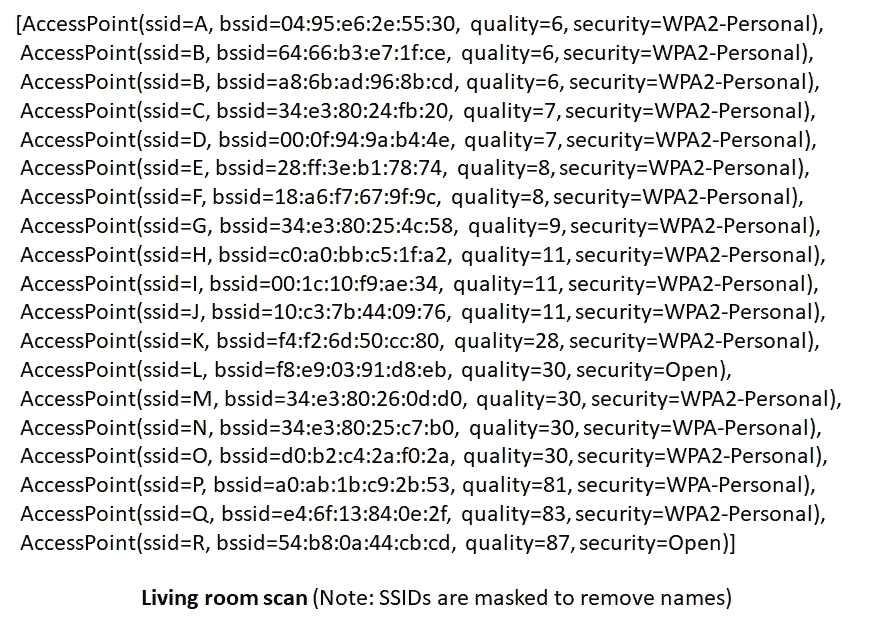 [AccessPoint(ssid=A, bssid=04:95:e6:2e:55:30, quality=6, security=WPA2-Personal),
AccessPoint(ssid=B, bssid=64:66:b3:e7:1f:ce, quality=6, security=WPA2-Personal),
AccessPoint(ssid=B, bssid=a8:6b:ad:96:8b:cd, quality=6, security=WPA2-Personal),
AccessPoint(ssid=C, bssid=34:e3:80:24:fb:20, quality=7, security=WPA2-Personal),
AccessPoint(ssid=D, bssid=00:0f:94:9a:b4:4e, quality=7, security=WPA2-Personal),
AccessPoint(ssid=E, bssid=28:ff:3e:b1:78:74, quality=8, security=WPA2-Personal),
AccessPoint(ssid=F, bssid=18:a6:f7:67:9f:9c, quality=8, security=WPA2-Personal),
AccessPoint(ssid=G, bssid=34:e3:80:25:4c:58, quality=9, security=WPA2-Personal),
AccessPoint(ssid=H, bssid=c0:a0:bb:c5:1f:a2, quality=11, security=WPA2-Personal),
AccessPoint(ssid=I, bssid=00:1c:10:f9:ae:34, quality=11, security=WPA2-Personal),
AccessPoint(ssid=J, bssid=10:c3:7b:44:09:76, quality=11, security=WPA2-Personal),
AccessPoint(ssid=K, bssid=f4:f2:6d:50:cc:80, quality=28, security=WPA2-Personal),
AccessPoint(ssid=L, bssid=f8:e9:03:91:d8:eb, quality=30, security=Open),
AccessPoint(ssid=M, bssid=34:e3:80:26:0d:d0, quality=30, security=WPA2-Personal),
AccessPoint(ssid=N, bssid=34:e3:80:25:c7:b0, quality=30, security=WPA-Personal),
AccessPoint(ssid=O, bssid=d0:b2:c4:2a:f0:2a, quality=30, security=WPA2-Personal),
AccessPoint(ssid=P, bssid=a0:ab:1b:c9:2b:53, quality=81, security=WPA-Personal),
AccessPoint(ssid=Q, bssid=e4:6f:13:84:0e:2f, quality=83, security=WPA2-Personal),
AccessPoint(ssid=R, bssid=54:b8:0a:44:cb:cd, quality=87, security=Open)]
Living room scan (Note: SSIDs are masked to remove names)